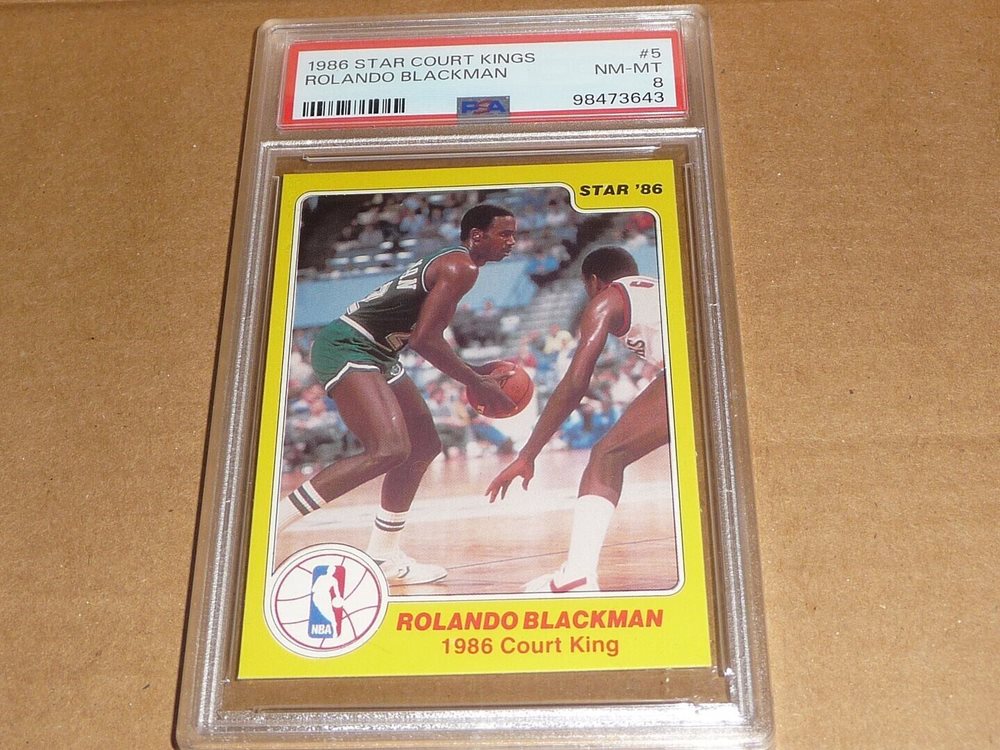 1986 STAR COURT KINGS #5
ROLANDO BLACKMAN NM-MT
8
PSA 98473643
STAR '86
NBA
ROLANDO BLACKMAN
1986 Court King